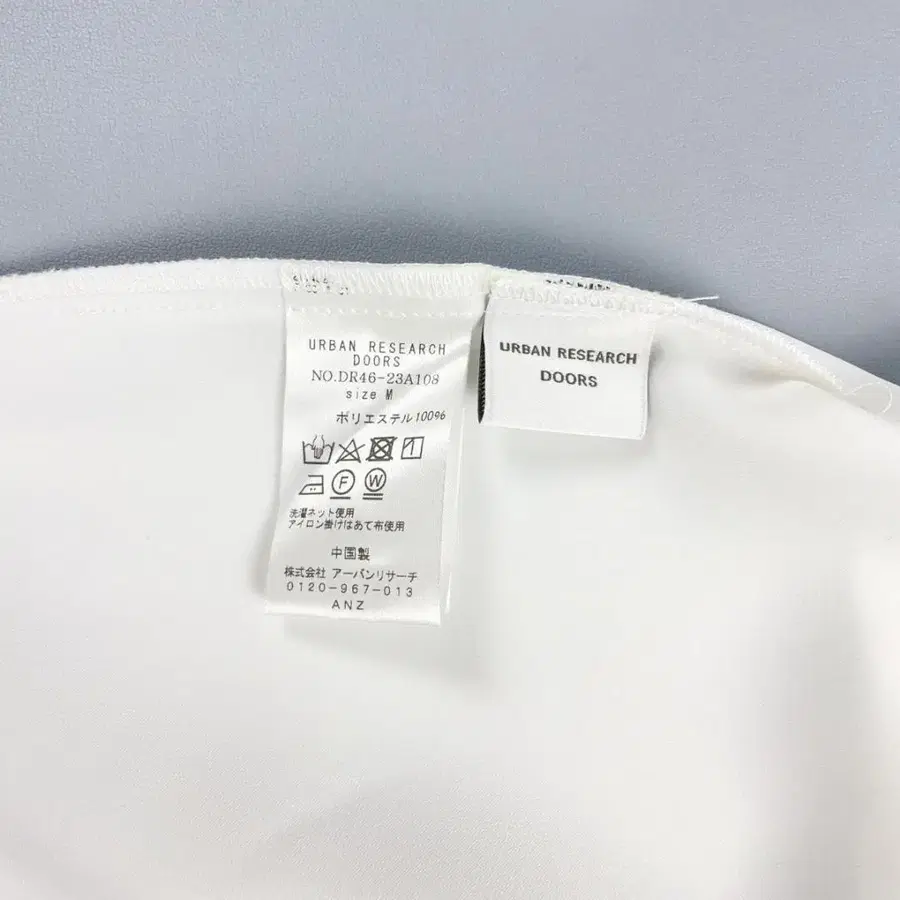 URBAN RESEARCH
DOORS
NO.DR46-23A108
size M
ポリエステル100%
F W
洗濯ネット使用
アイロン掛けはあて布使用
中国製
株式会社 アーバンリサーチ
0120-967-013
ANZ
URBAN RESEARCH
DOORS